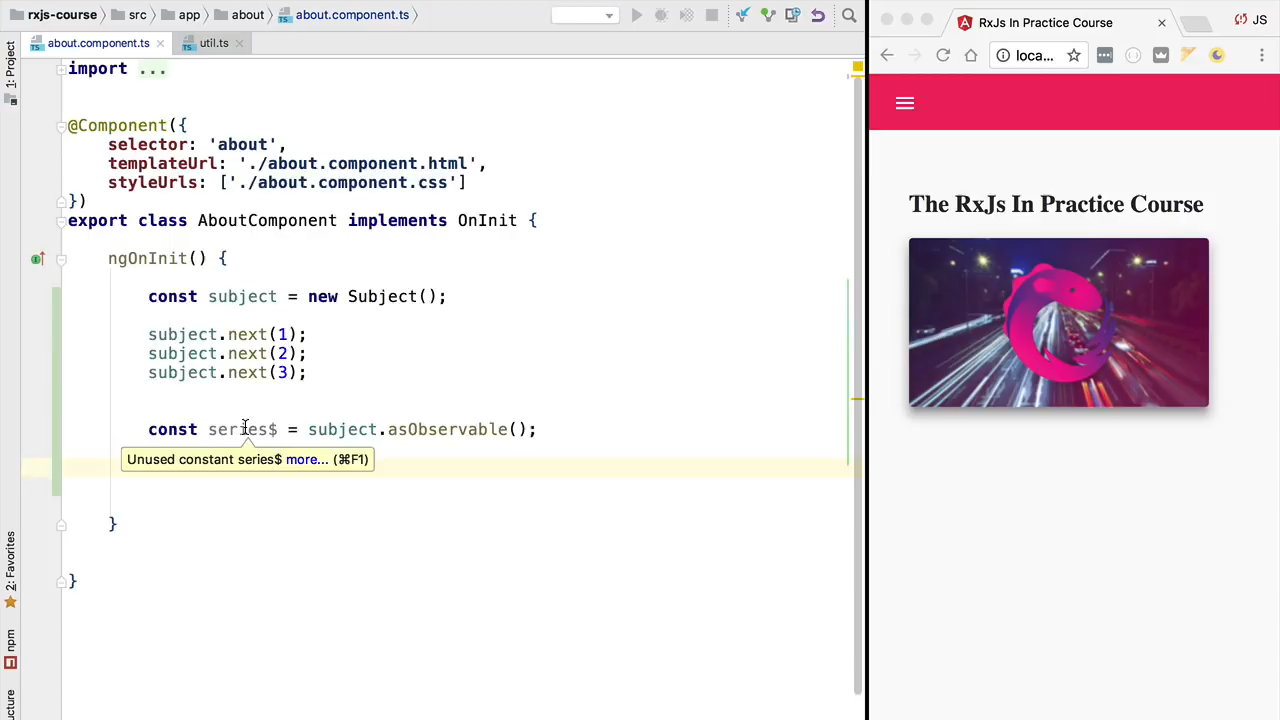 rxjs-course
src
app
about
about.component.ts
RxJs In Practice Course
JS
about.component.ts
util.ts
loca...
1: Project
import ...
@Component({
selector: 'about',
templateUrl: './about.component.html',
styleUrls: ['./about.component.css']
})
export class AboutComponent implements OnInit {
ngOnInit() {
const subject = new Subject();
subject.next(1);
subject.next(2);
subject.next(3);
const series$ = subject.asObservable();
Unused constant series$ more... (⌘F1)
}
}
The RxJs In Practice Course
2: Favorites
npm
ucture